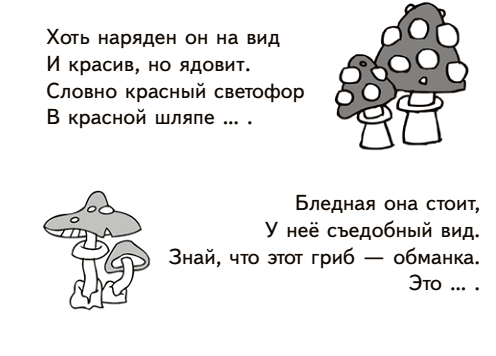 Хоть наряден он на вид
И красив, но ядовит.
Словно красный светофор
В красной шляпе ... .
Бледная она стоит,
У неё съедобный вид.
Знай, что этот гриб — обманка.
Это ... .